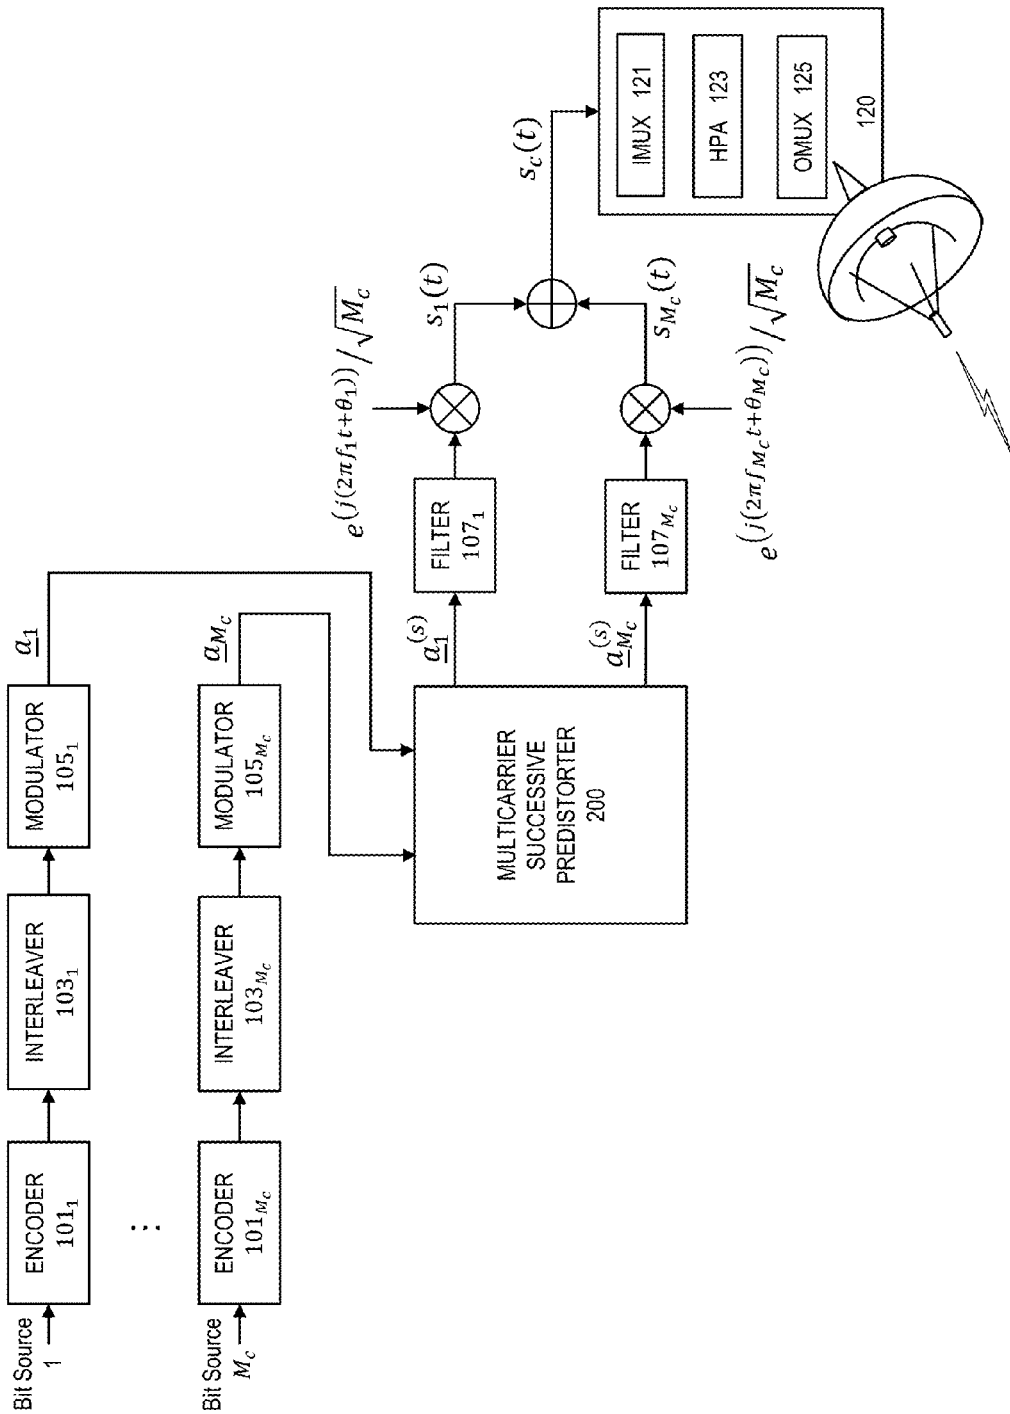 Bit Source
1
ENCODER
101₁
INTERLEAVER
103₁
MODULATOR
105₁
a₁
...
Bit Source
M_c
ENCODER
101_{M_c}
INTERLEAVER
103_{M_c}
MODULATOR
105_{M_c}
a_{M_c}
MULTICARRIER
SUCCESSIVE
PREDISTORTER
200
a₁^{(s)}
FILTER
107₁
e^{(j(2πf₁t+θ₁))}/√M_c
s₁(t)
a_{M_c}^{(s)}
FILTER
107_{M_c}
e^{(j(2πf_{M_c}t+θ_{M_c}))}/√M_c
s_{M_c}(t)
s_c(t)
IMUX 121
HPA 123
OMUX 125
120